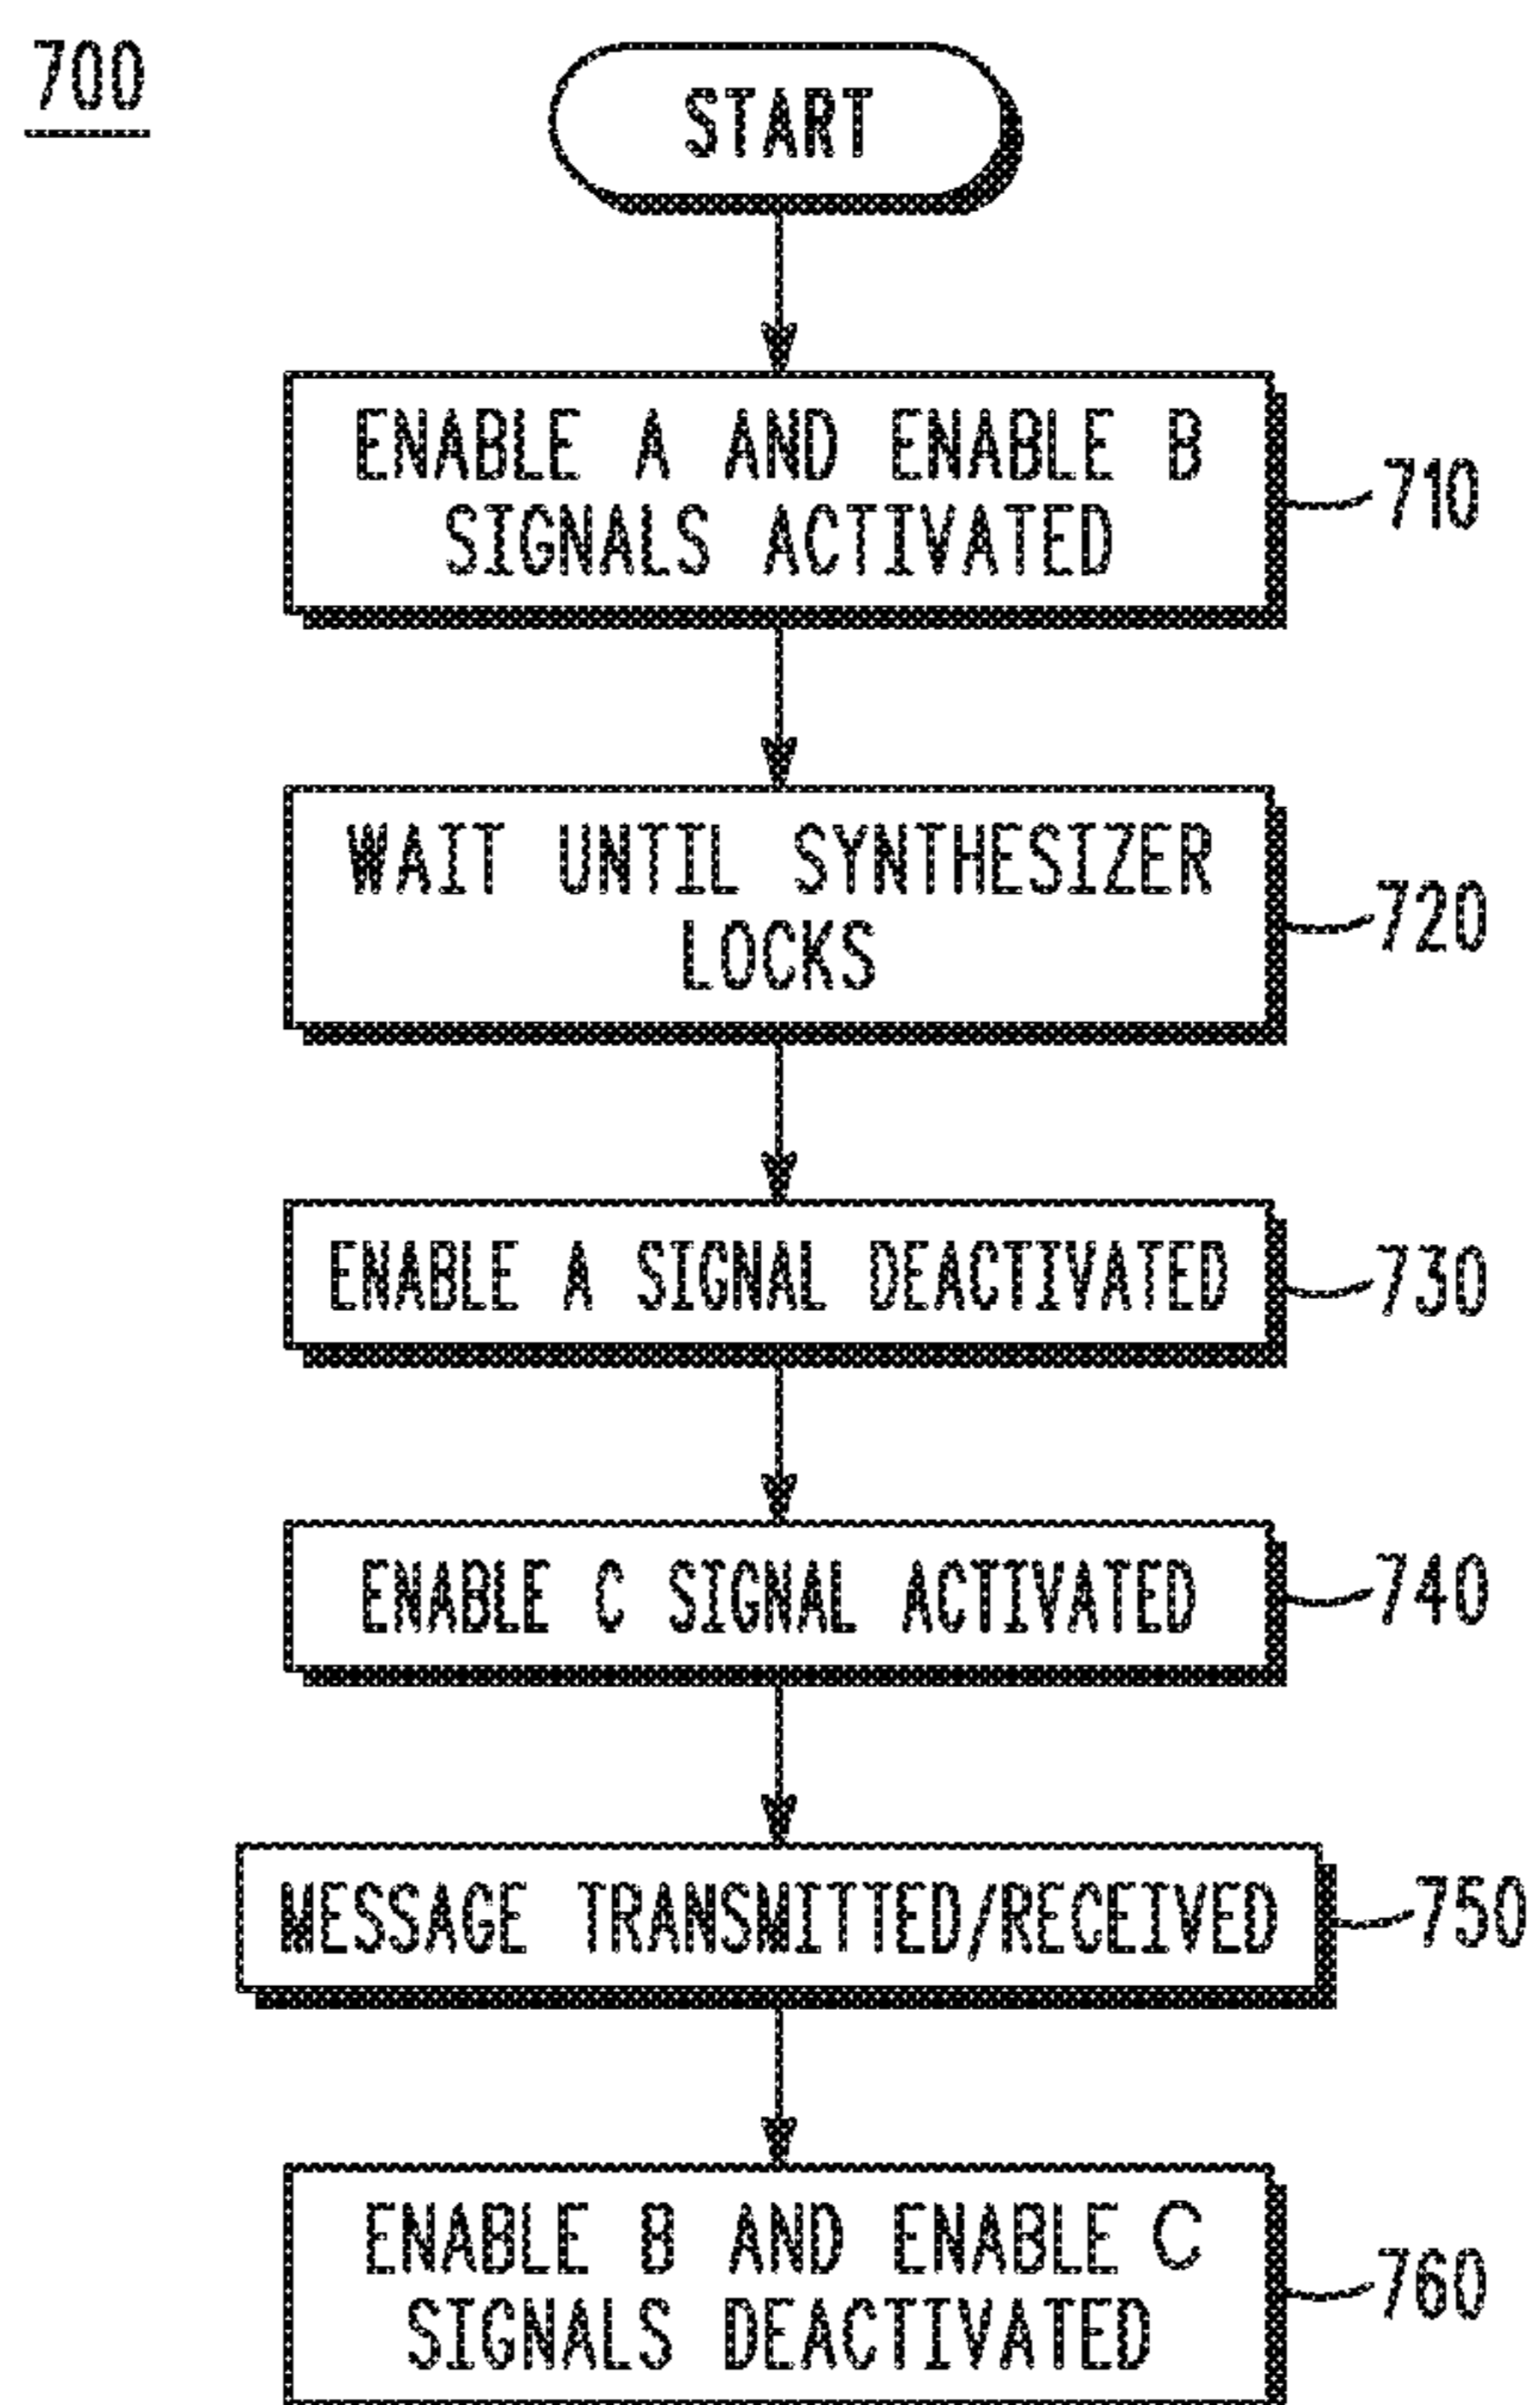 700
START
ENABLE A AND ENABLE B
SIGNALS ACTIVATED
710
WAIT UNTIL SYNTHESIZER
LOCKS
720
ENABLE A SIGNAL DEACTIVATED
730
ENABLE C SIGNAL ACTIVATED
740
MESSAGE TRANSMITTED/RECEIVED
750
ENABLE B AND ENABLE C
SIGNALS DEACTIVATED
760